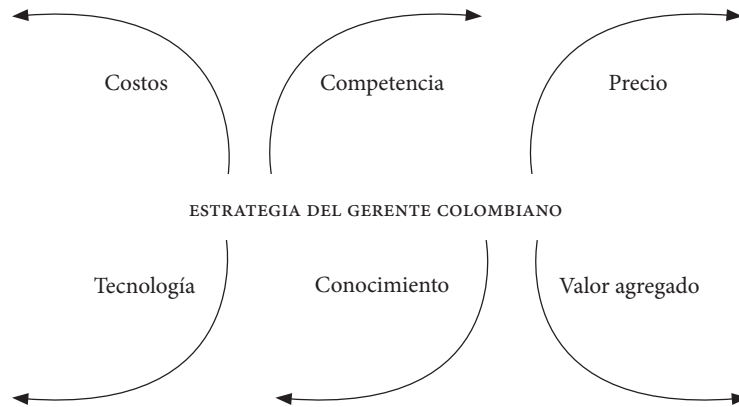 Costos
Competencia
Precio
ESTRATEGIA DEL GERENTE COLOMBIANO
Tecnología
Conocimiento
Valor agregado